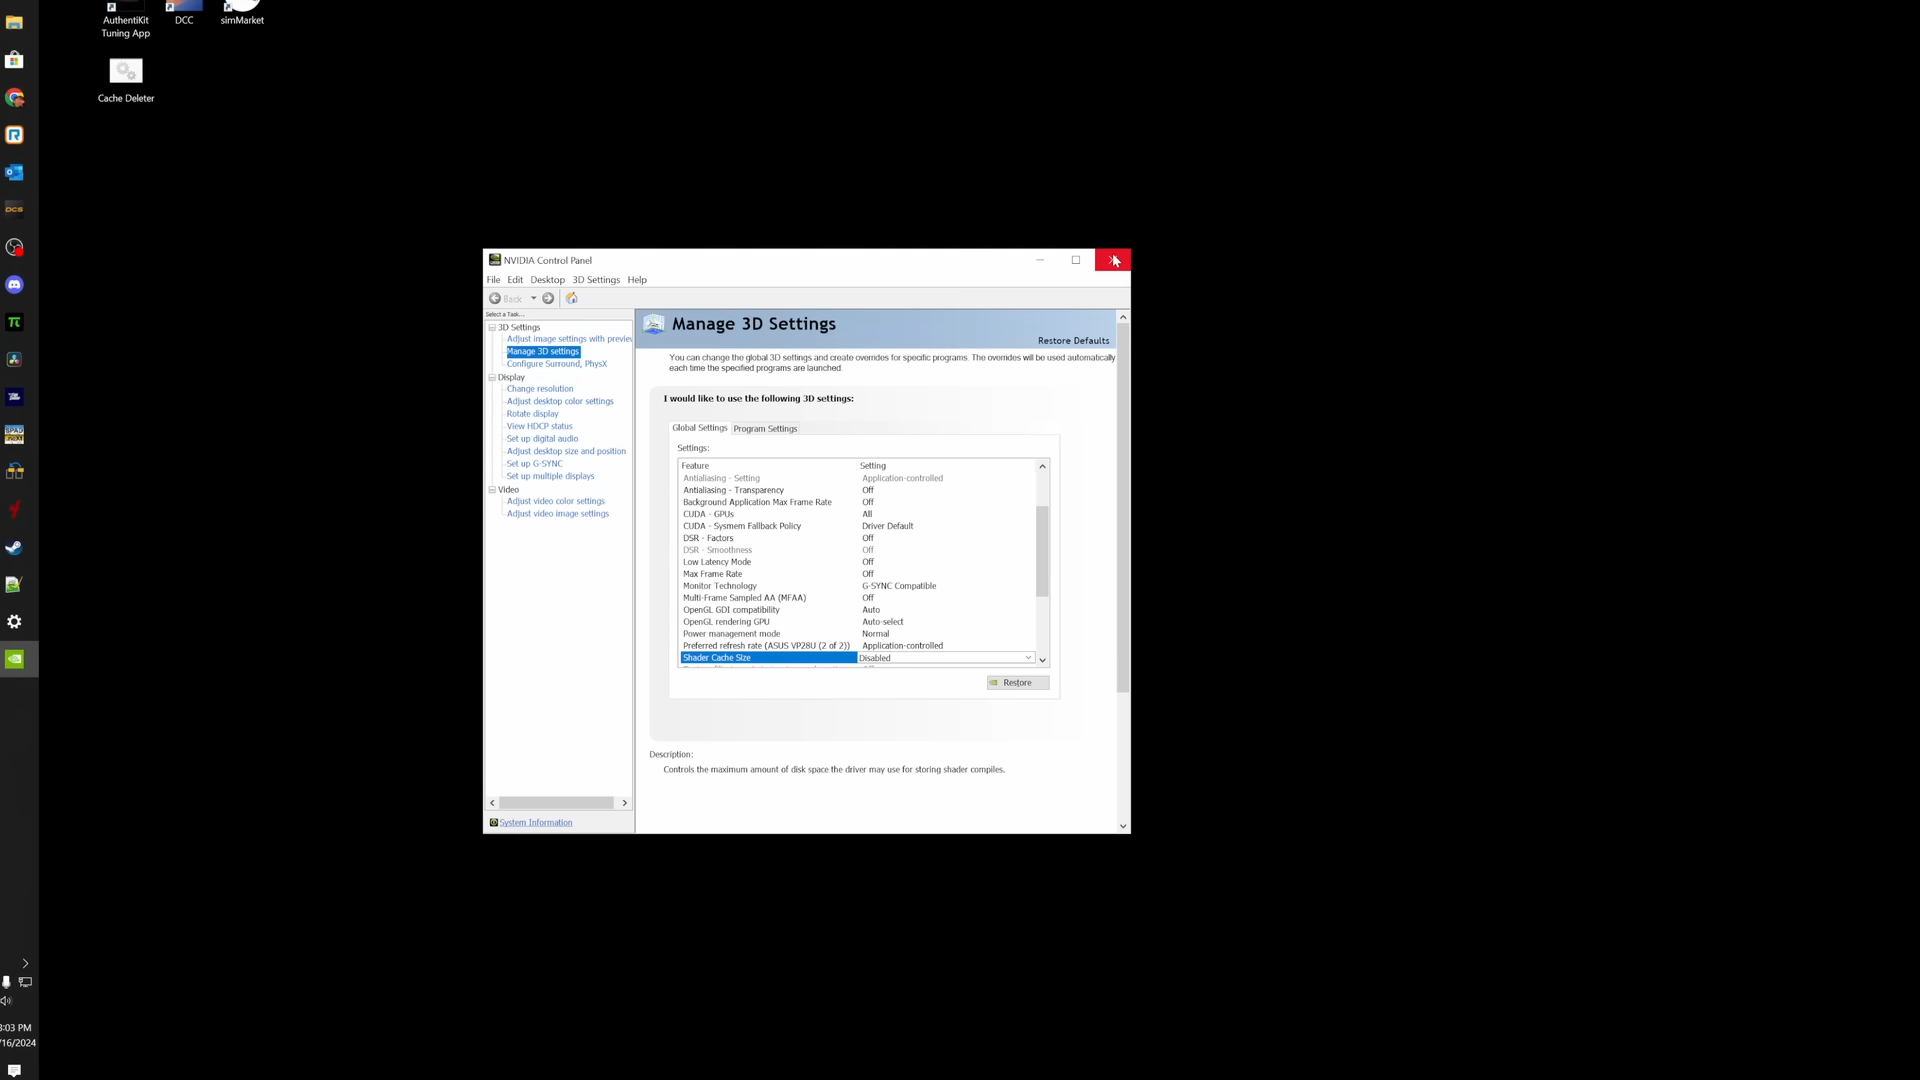 AuthentiKit
Tuning App
DCC
simMarket
Cache Deleter
NVIDIA Control Panel
File Edit Desktop 3D Settings Help
Back
Select a Task...
3D Settings
Adjust image settings with preview
Manage 3D settings
Configure Surround, PhysX
Display
Change resolution
Adjust desktop color settings
Rotate display
View HDCP status
Set up digital audio
Adjust desktop size and position
Set up G-SYNC
Set up multiple displays
Video
Adjust video color settings
Adjust video image settings
System Information
Manage 3D Settings
Restore Defaults
You can change the global 3D settings and create overrides for specific programs. The overrides will be used automatically
each time the specified programs are launched.
I would like to use the following 3D settings:
Global Settings Program Settings
Settings:
Feature Setting
Antialiasing - Setting Application-controlled
Antialiasing - Transparency Off
Background Application Max Frame Rate Off
CUDA - GPUs All
CUDA - Sysmem Fallback Policy Driver Default
DSR - Factors Off
DSR - Smoothness Off
Low Latency Mode Off
Max Frame Rate Off
Monitor Technology G-SYNC Compatible
Multi-Frame Sampled AA (MFAA) Off
OpenGL GDI compatibility Auto
OpenGL rendering GPU Auto-select
Power management mode Normal
Preferred refresh rate (ASUS VP28U (2 of 2)) Application-controlled
Shader Cache Size Disabled
Restore
Description:
Controls the maximum amount of disk space the driver may use for storing shader compiles.
DCS
:03 PM
/16/2024